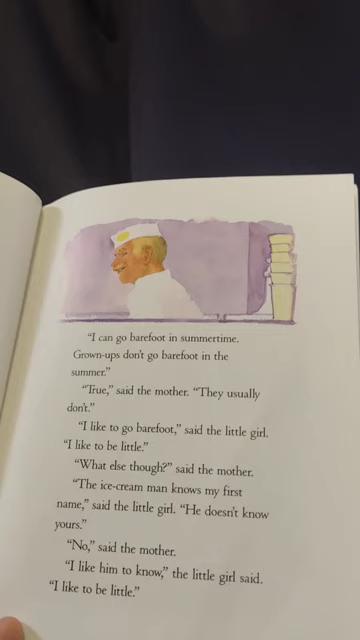 “I can go barefoot in summertime.
Grown-ups don’t go barefoot in the
summer.”
“True,” said the mother. “They usually
don’t.”
“I like to go barefoot,” said the little girl.
“I like to be little.”
“What else though?” said the mother.
“The ice-cream man knows my first
name,” said the little girl. “He doesn’t know
yours.”
“No,” said the mother.
“I like him to know,” the little girl said.
“I like to be little.”